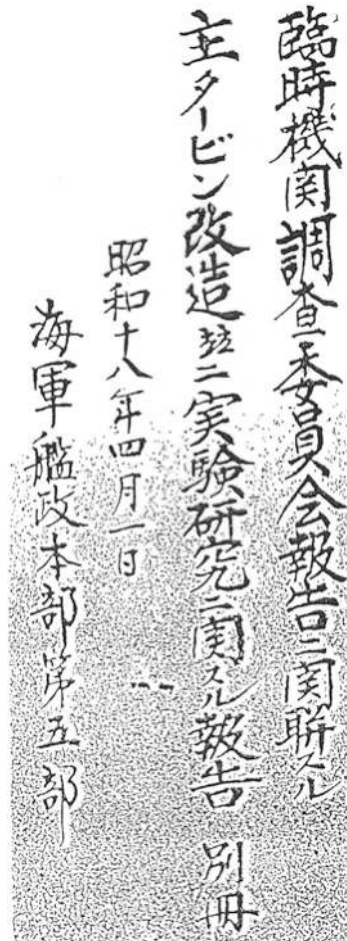 臨時機関調査委員会報告ニ関聯スル
主タービン改造竝ニ実験研究ニ関スル報告 別冊
昭和十八年四月一日
海軍艦政本部第五部